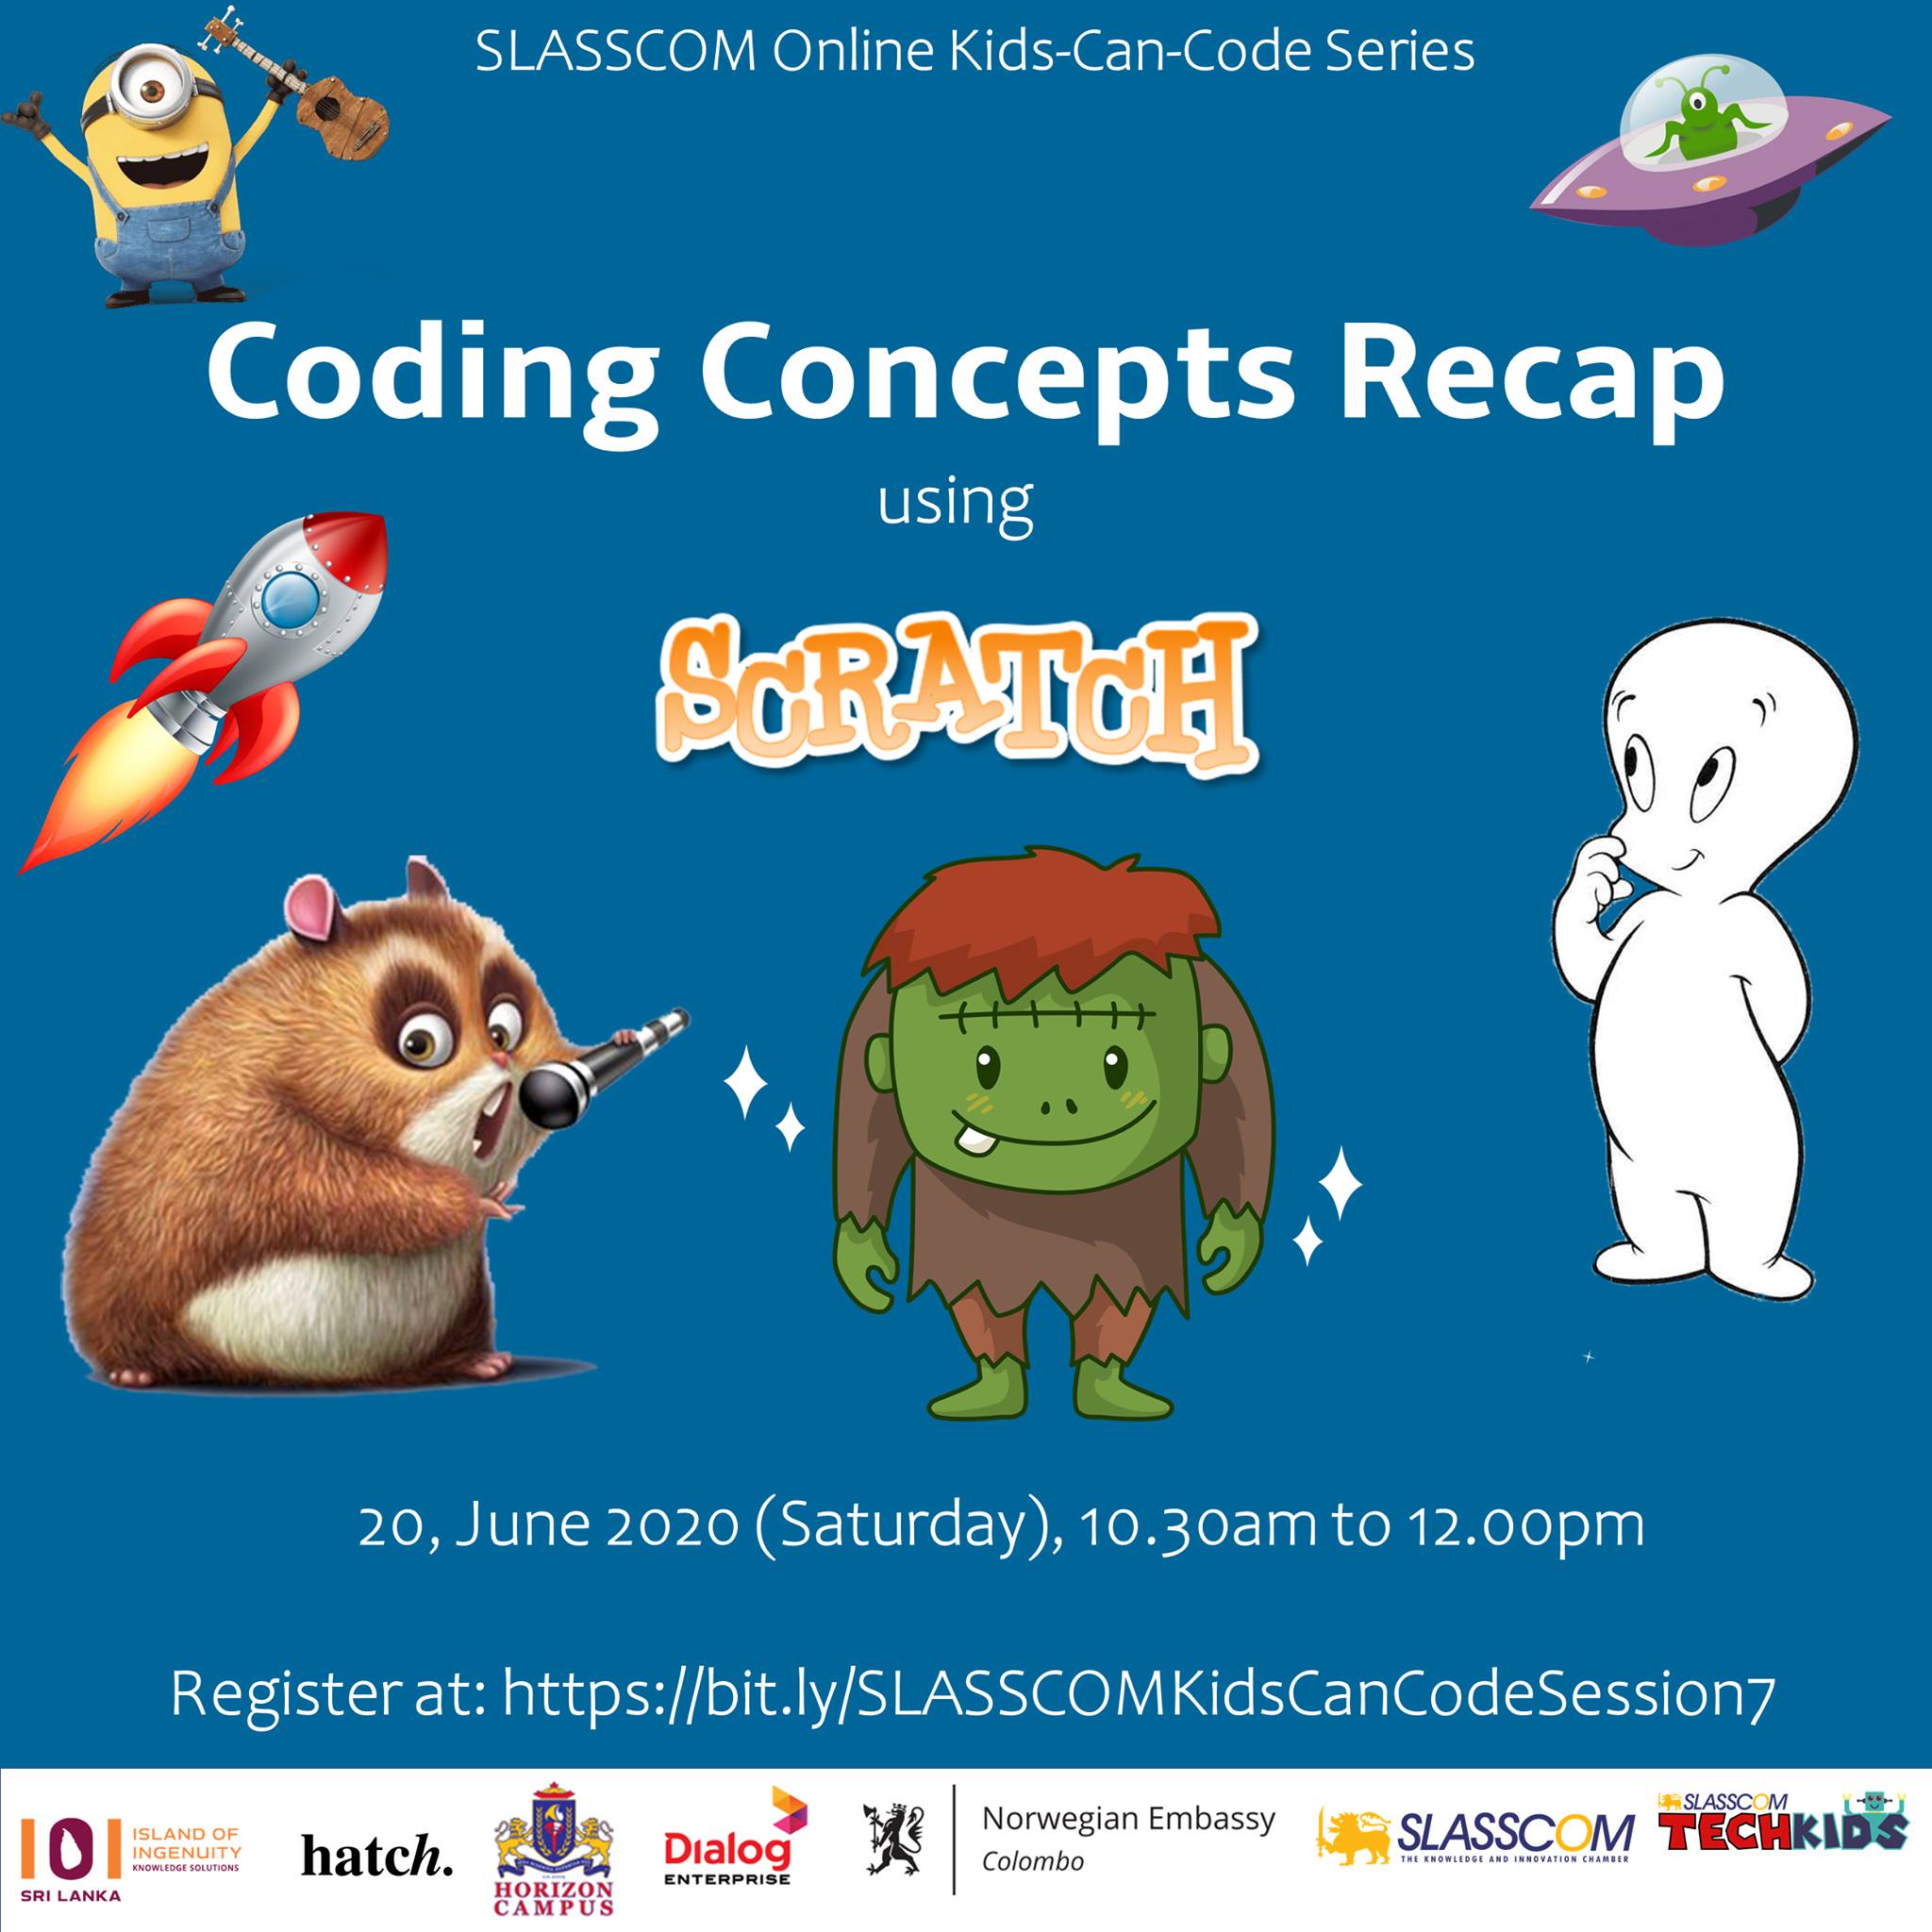 SLASSCOM Online Kids-Can-Code Series
Coding Concepts Recap
using
SCRATCH
20, June 2020 (Saturday), 10.30am to 12.00pm
Register at: https://bit.ly/SLASSCOMKidsCanCodeSession7
IOI
ISLAND OF
INGENUITY
KNOWLEDGE SOLUTIONS
SRI LANKA
hatch.
HORIZON
CAMPUS
Dialog
ENTERPRISE
Norwegian Embassy
Colombo
SLASSCOM
THE KNOWLEDGE AND INNOVATION CHAMBER
SLASSCOM
TECHKIDS